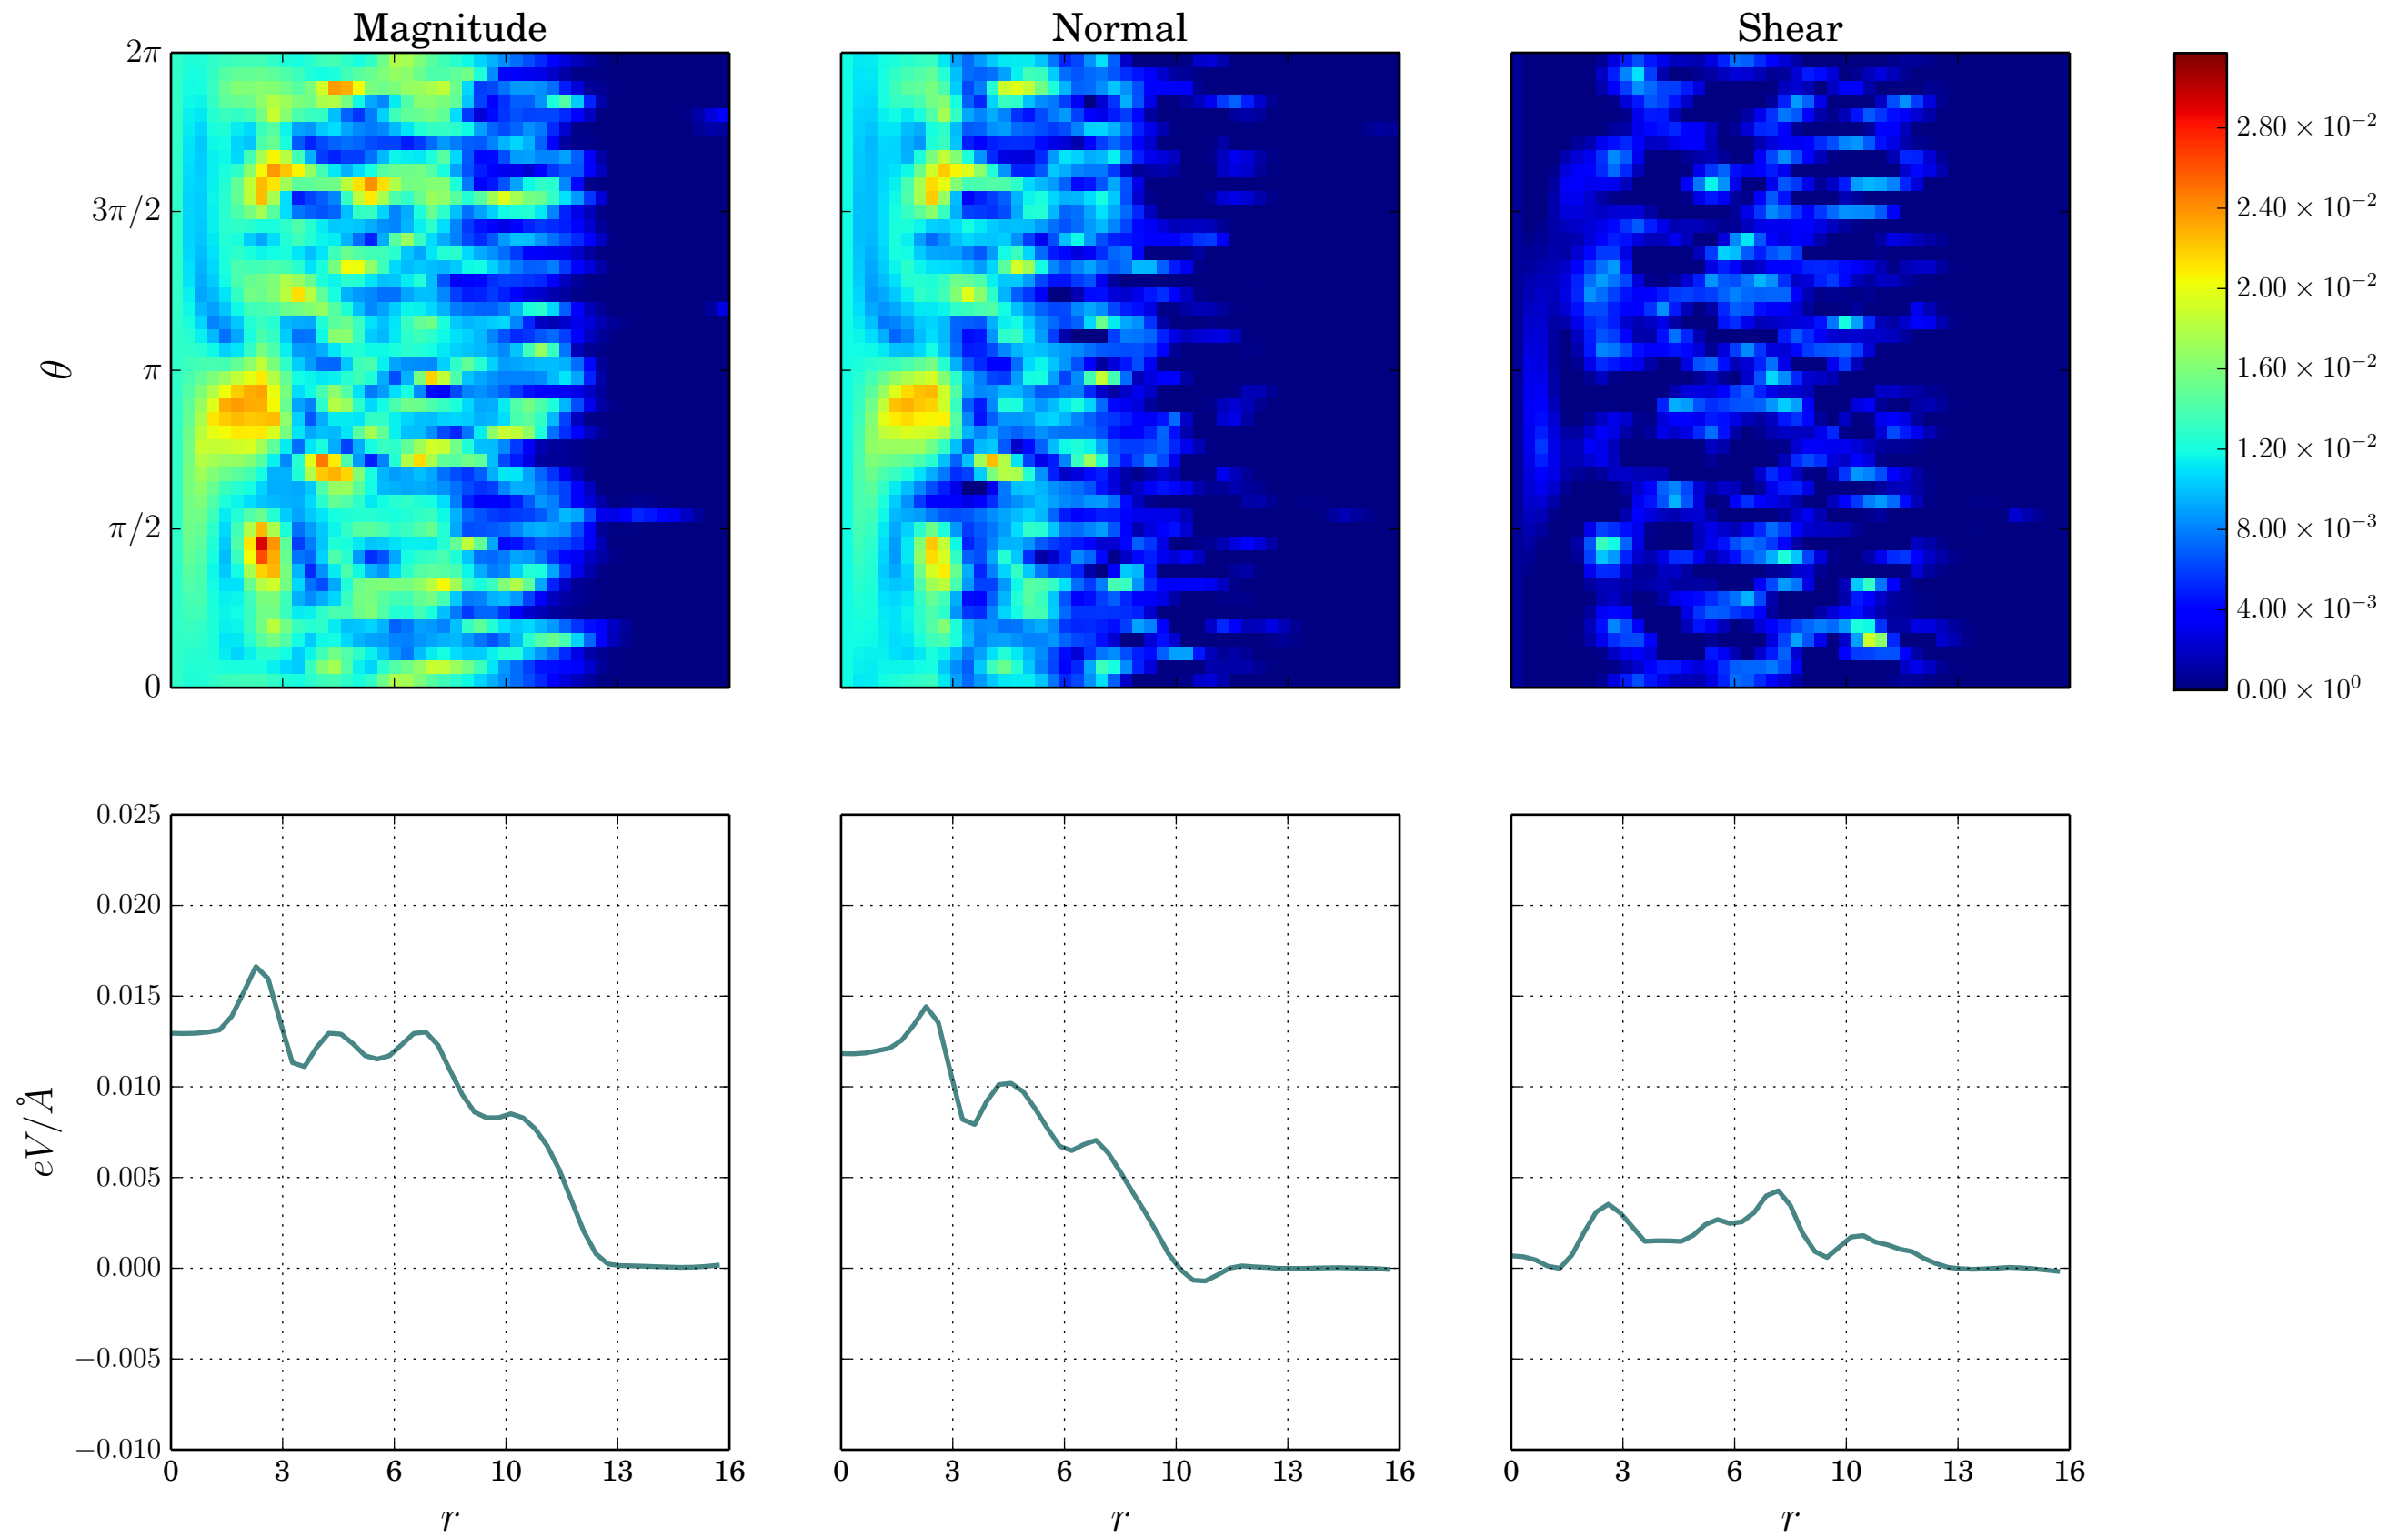 Magnitude
Normal
Shear
2π
3π/2
π
π/2
0
θ
2.80 × 10⁻²
2.40 × 10⁻²
2.00 × 10⁻²
1.60 × 10⁻²
1.20 × 10⁻²
8.00 × 10⁻³
4.00 × 10⁻³
0.00 × 10⁰
0.025
0.020
0.015
0.010
0.005
0.000
−0.005
−0.010
eV/Å
0 3 6 10 13 16
0 3 6 10 13 16
0 3 6 10 13 16
r
r
r